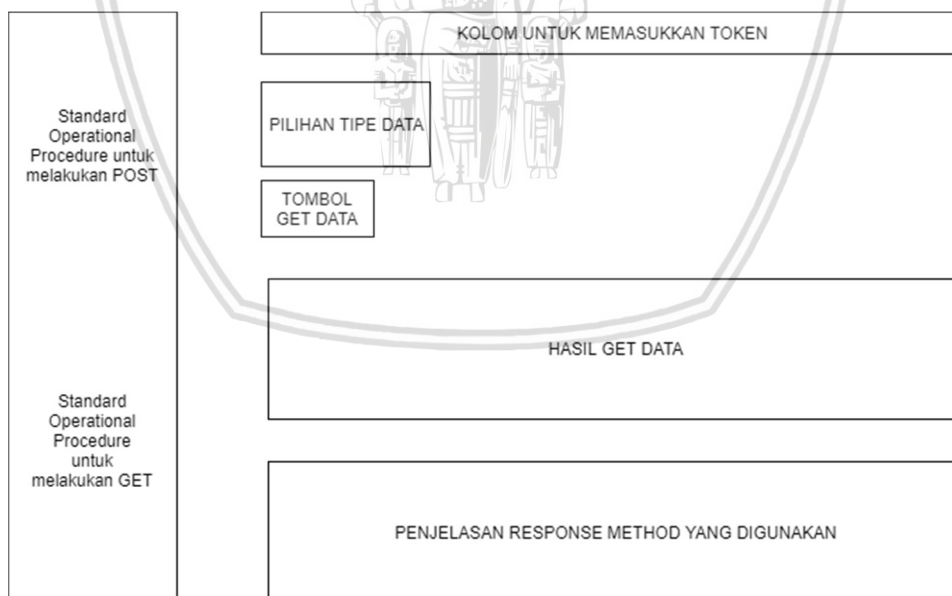 Standard
Operational
Procedure untuk
melakukan POST
Standard
Operational
Procedure
untuk
melakukan GET
KOLOM UNTUK MEMASUKKAN TOKEN
PILIHAN TIPE DATA
TOMBOL
GET DATA
HASIL GET DATA
PENJELASAN RESPONSE METHOD YANG DIGUNAKAN